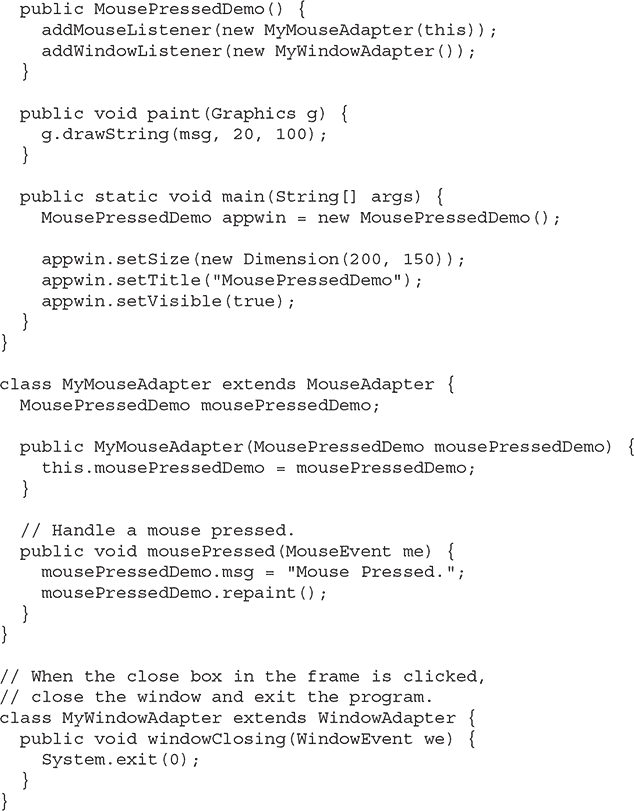 public MousePressedDemo() {
    addMouseListener(new MyMouseAdapter(this));
    addWindowListener(new MyWindowAdapter());
  }

  public void paint(Graphics g) {
    g.drawString(msg, 20, 100);
  }

  public static void main(String[] args) {
    MousePressedDemo appwin = new MousePressedDemo();

    appwin.setSize(new Dimension(200, 150));
    appwin.setTitle("MousePressedDemo");
    appwin.setVisible(true);
  }
}

class MyMouseAdapter extends MouseAdapter {
  MousePressedDemo mousePressedDemo;

  public MyMouseAdapter(MousePressedDemo mousePressedDemo) {
    this.mousePressedDemo = mousePressedDemo;
  }

  // Handle a mouse pressed.
  public void mousePressed(MouseEvent me) {
    mousePressedDemo.msg = "Mouse Pressed.";
    mousePressedDemo.repaint();
  }
}

// When the close box in the frame is clicked,
// close the window and exit the program.
class MyWindowAdapter extends WindowAdapter {
  public void windowClosing(WindowEvent we) {
    System.exit(0);
  }
}